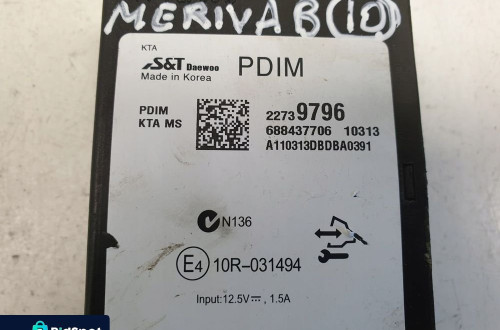 MERIVA B(10)
KTA
S&T Daewoo PDIM
Made in Korea
PDIM
KTA MS
22739796
688437706 10313
A110313DBDBA0391
N136
E4 10R-031494
Input:12.5V⎓, 1.5A
BidSpot